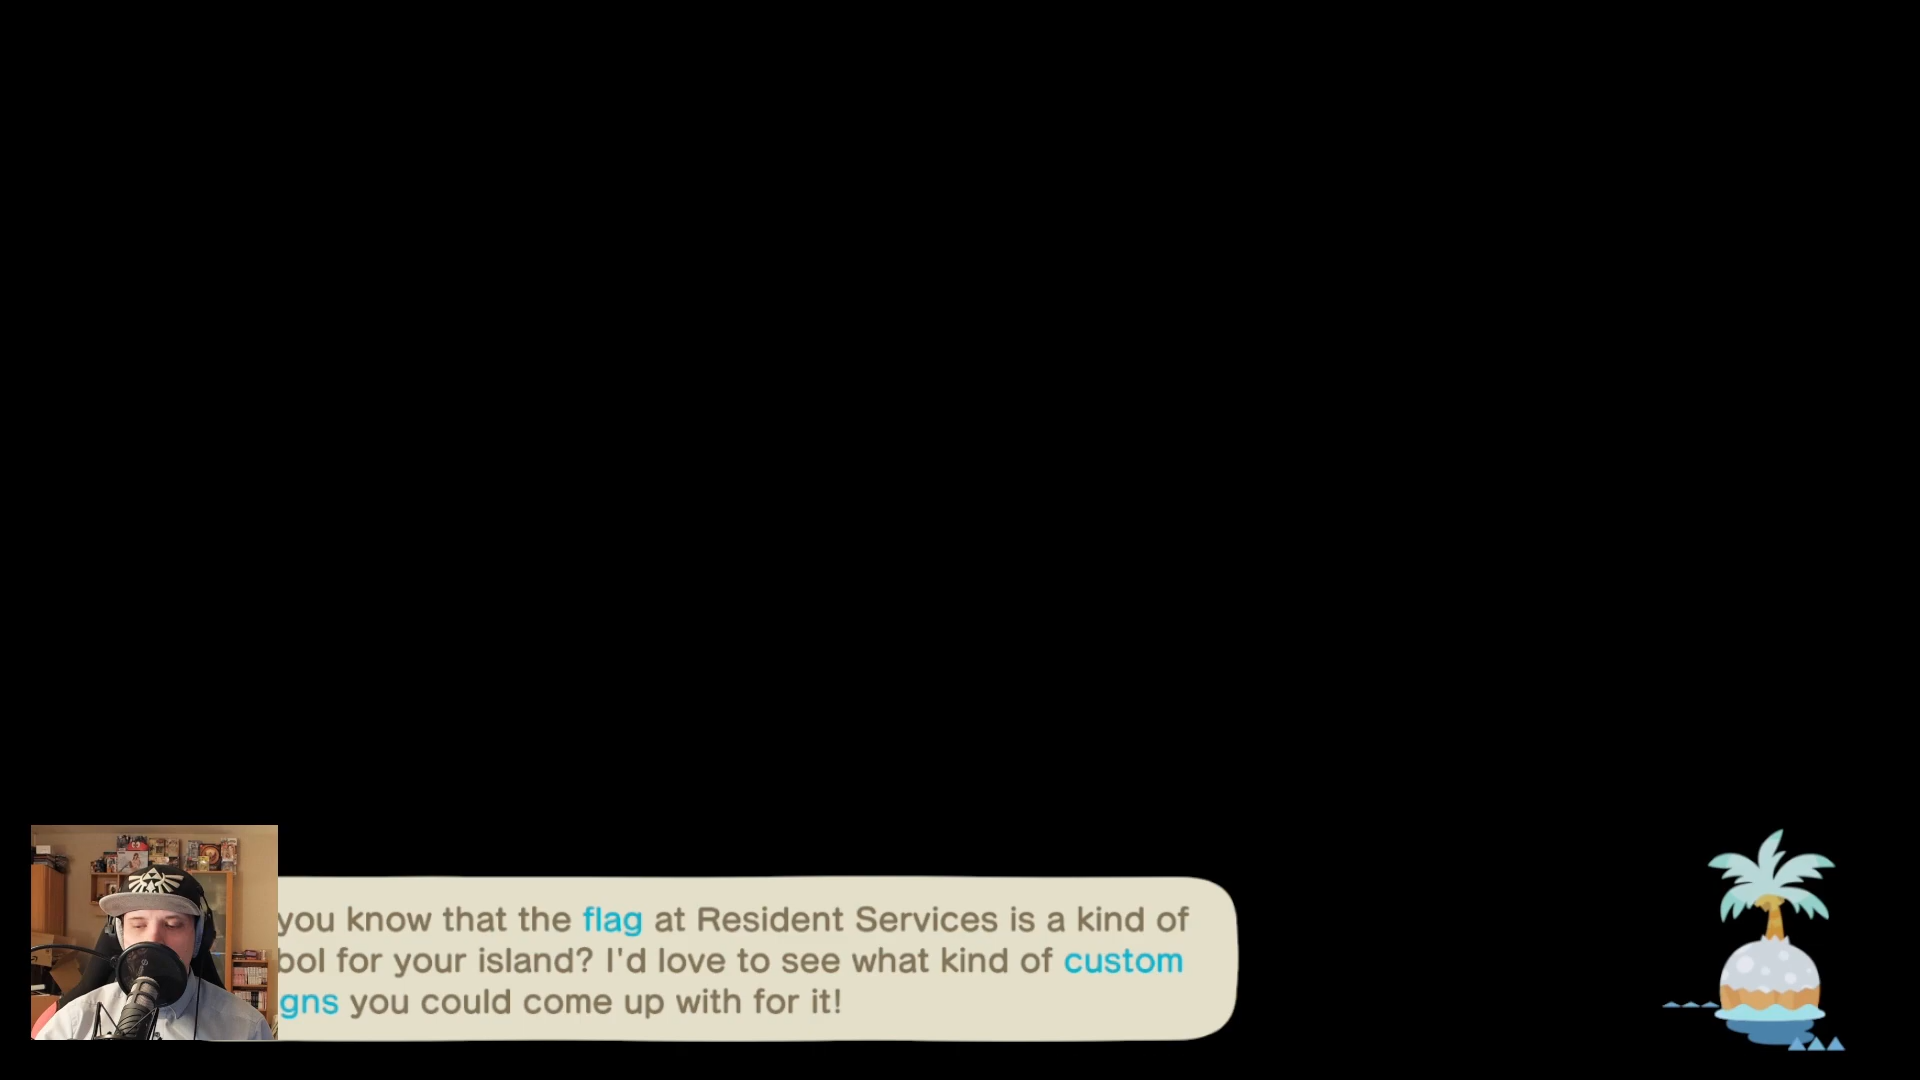 you know that the flag at Resident Services is a kind of
bol for your island? I'd love to see what kind of custom
gns you could come up with for it!